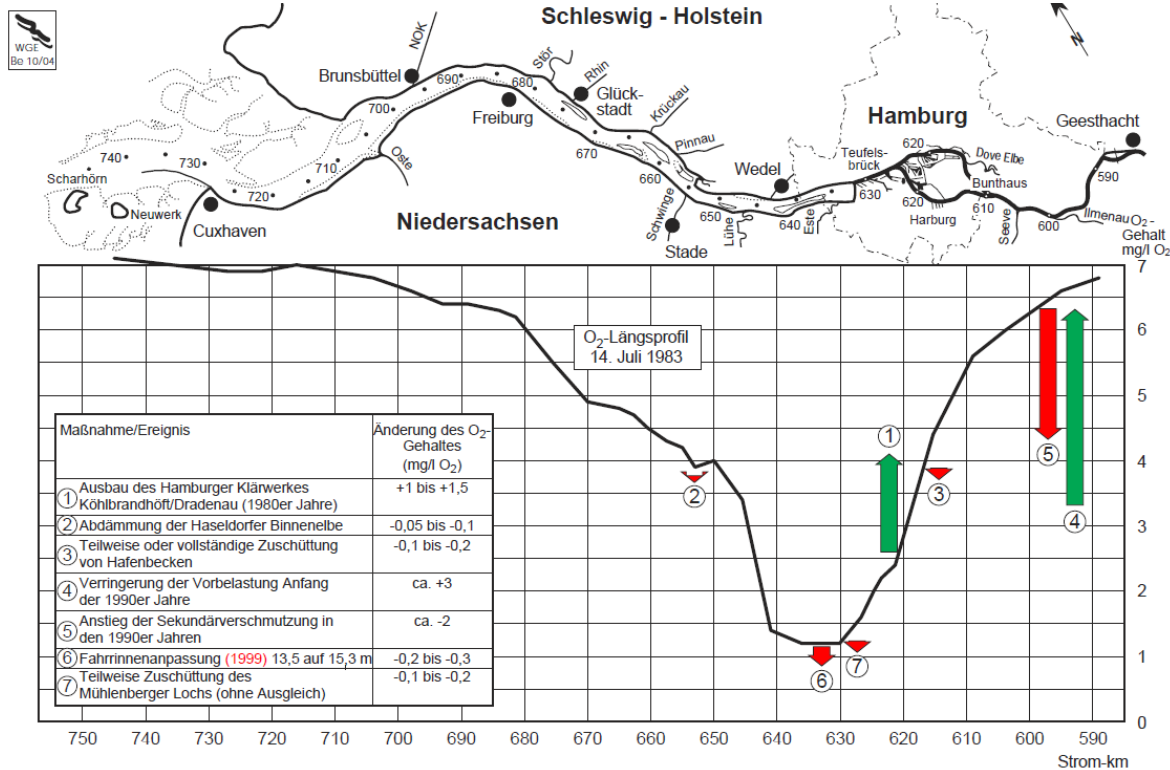 WGE
Be 10/04
Schleswig - Holstein
N
NOK
Brunsbüttel
690
680
Stör
Rhin
Glück-
stadt
Krückau
Pinnau
Wedel
Hamburg
Geesthacht
Teufels-
brück
620
Dove Elbe
590
740
730
700
710
Freiburg
Oste
670
660
650
640
630
620
Bunthaus
610
Harburg
Seeve
600
Ilmenau
Scharhörn
Neuwerk
720
Cuxhaven
Niedersachsen
Schwinge
Stade
Lühe
Este
O2-
Gehalt
mg/l O2
7
6
5
4
3
2
1
0
O2-Längsprofil
14. Juli 1983
Maßnahme/Ereignis
Änderung des O2-
Gehaltes
(mg/l O2)
1 Ausbau des Hamburger Klärwerkes +1 bis +1,5
Köhlbrandhöft/Dradenau (1980er Jahre)
2 Abdämmung der Haseldorfer Binnenelbe -0,05 bis -0,1
3 Teilweise oder vollständige Zuschüttung -0,1 bis -0,2
von Hafenbecken
4 Verringerung der Vorbelastung Anfang ca. +3
der 1990er Jahre
5 Anstieg der Sekundärverschmutzung in ca. -2
den 1990er Jahren
6 Fahrrinnenanpassung (1999) 13,5 auf 15,3 m -0,2 bis -0,3
7 Teilweise Zuschüttung des -0,1 bis -0,2
Mühlenberger Lochs (ohne Ausgleich)
1
2
3
4
5
6
7
750 740 730 720 710 700 690 680 670 660 650 640 630 620 610 600 590
Strom-km